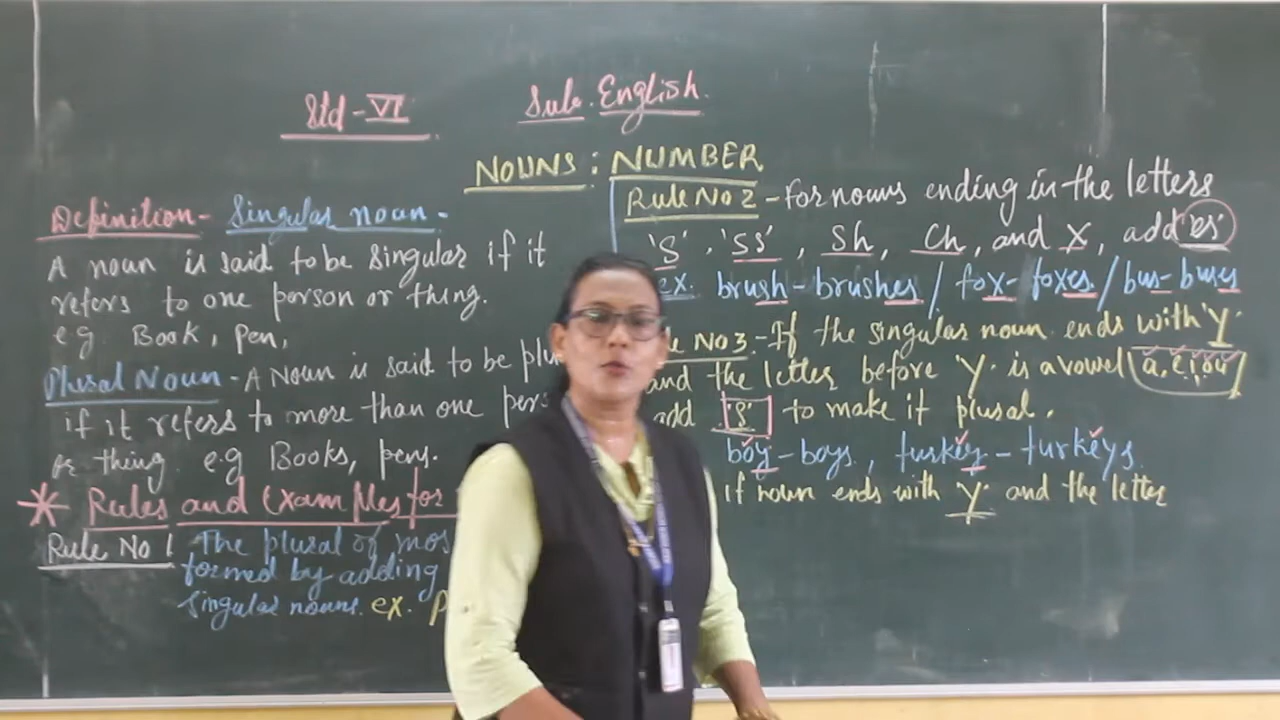 Std - VI
Sub. English.
NOUNS : NUMBER
Definition - Singular noun -
A noun is said to be singular if it
refers to one person or thing.
e.g. Book, pen,
Plural Noun - A Noun is said to be
if it refers to more than one
or thing. e.g Books, pens.
* Rules and Examples for
Rule No 1 The plural of
formed by adding
singular nouns. ex.
Rule No 2 - For nouns ending in the letters
'S', 'SS', Sh, Ch, and X, add 'es'
ex. brush - brushes / fox - foxes / bus - buses
No 3 - If the singular noun ends with 'Y'
and the letter before 'Y' is a vowel (a, e, i, o, u)
add 'S' to make it plural.
boy - boys, turkey - turkeys.
If noun ends with 'Y' and the letter